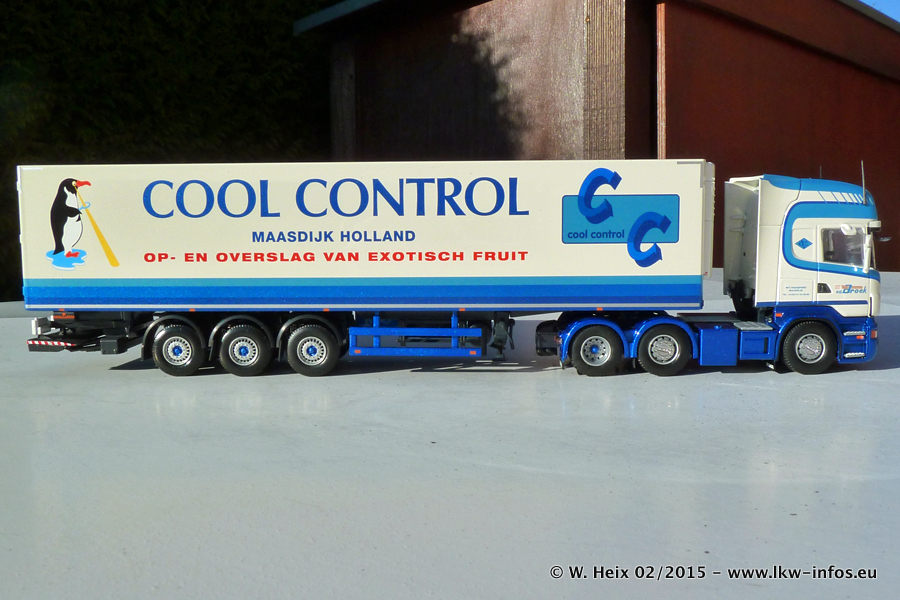 COOL CONTROL
MAASDIJK HOLLAND
OP- EN OVERSLAG VAN EXOTISCH FRUIT
C
C
cool control
Broek
© W. Heix 02/2015 - www.lkw-infos.eu